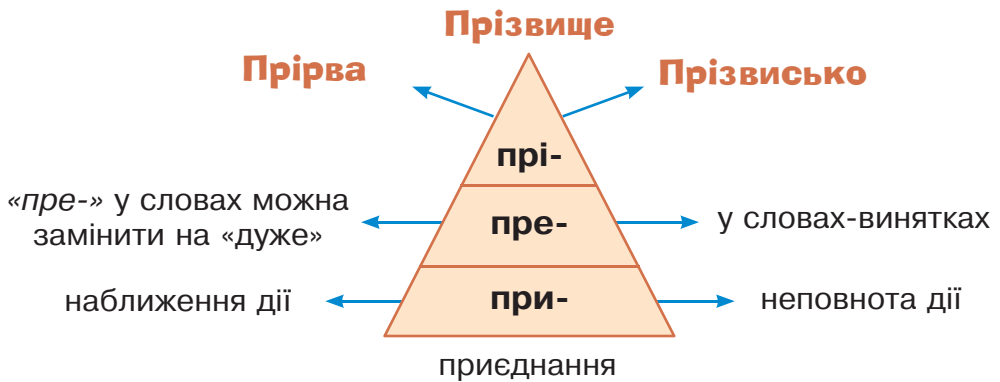 Прізвище
Прірва
Прізвисько
прі-
«пре-» у словах можна
замінити на «дуже»
пре-
у словах-винятках
наближення дії
при-
неповнота дії
приєднання